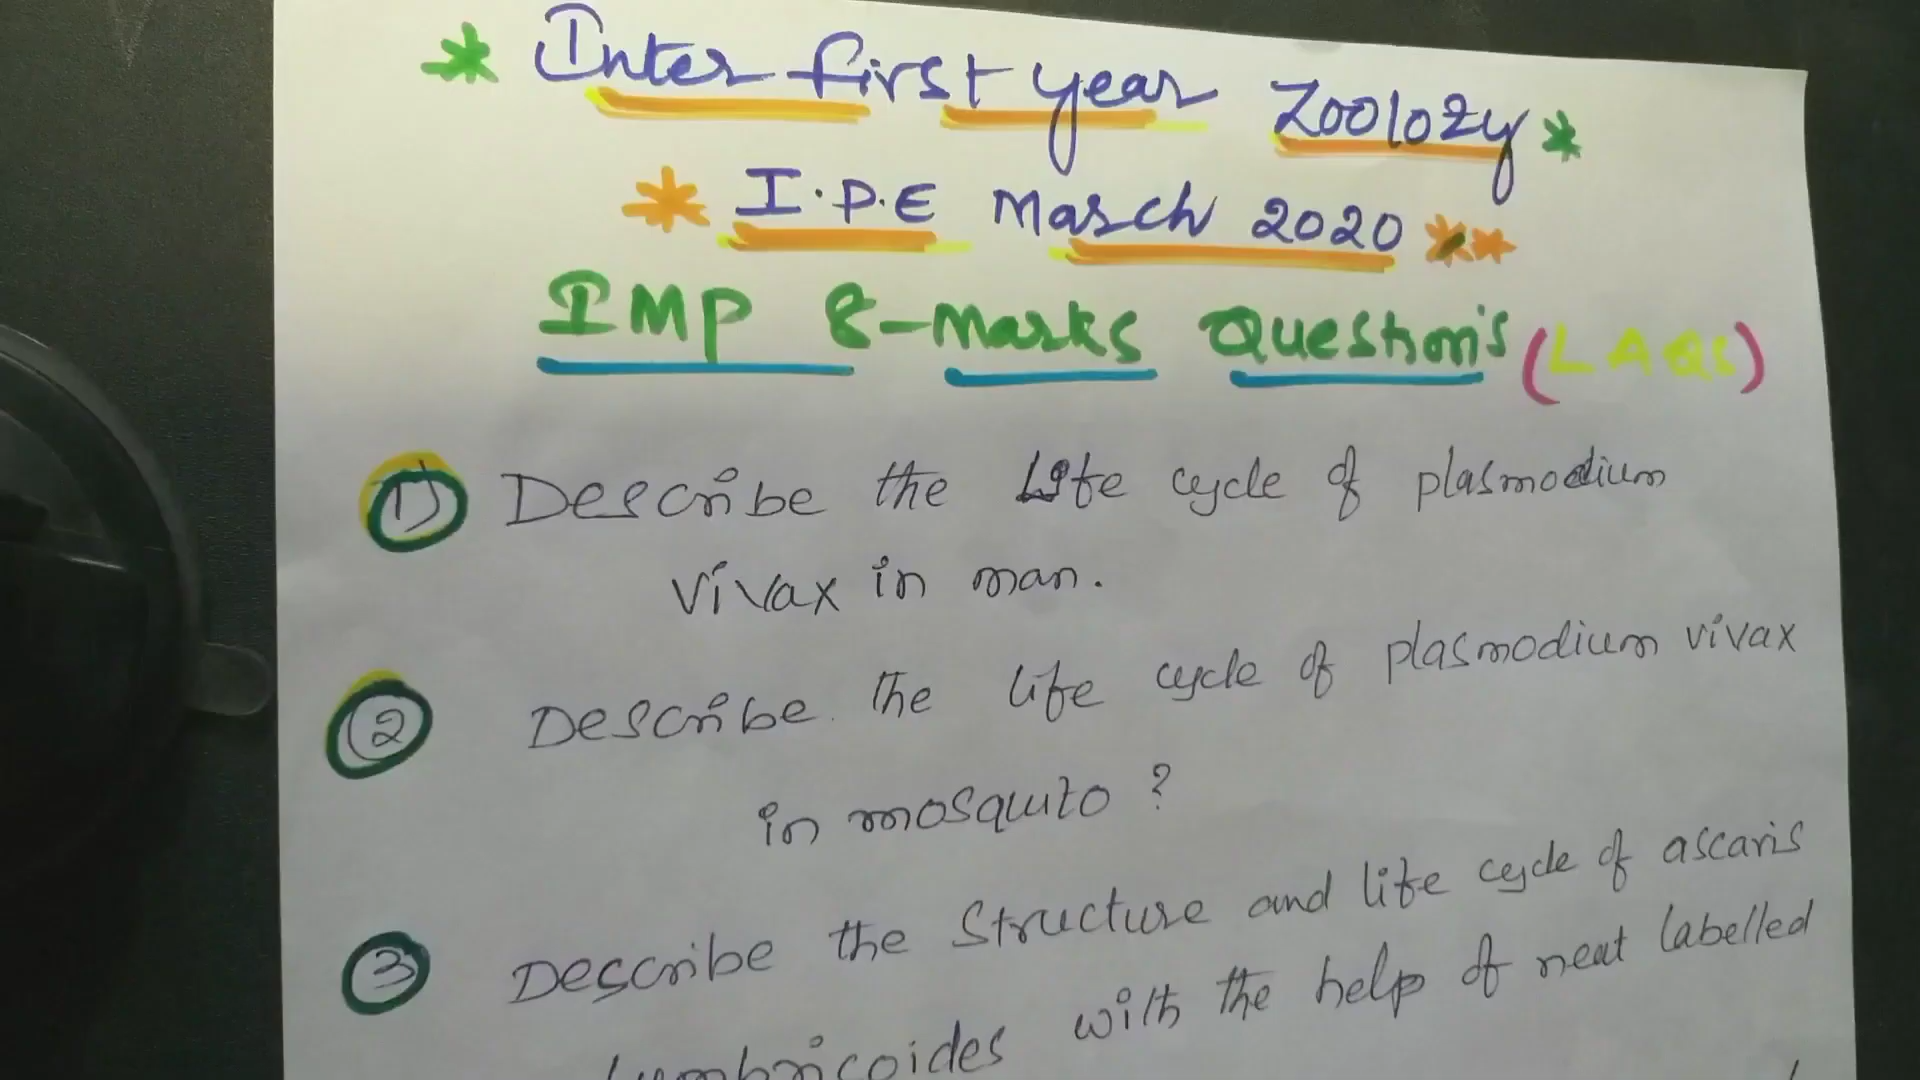 * Inter first year Zoolozy *
* I.P.E March 2020 **
IMP 8-Marks Question's (LAQS)
1) Describe the Life cycle of plasmodium
vivax in man.
2 Describe the life cycle of plasmodium vivax
in mosquito ?
3 Describe the Structure and life cycle of ascaris
lumbricoides with the help of neat labelled